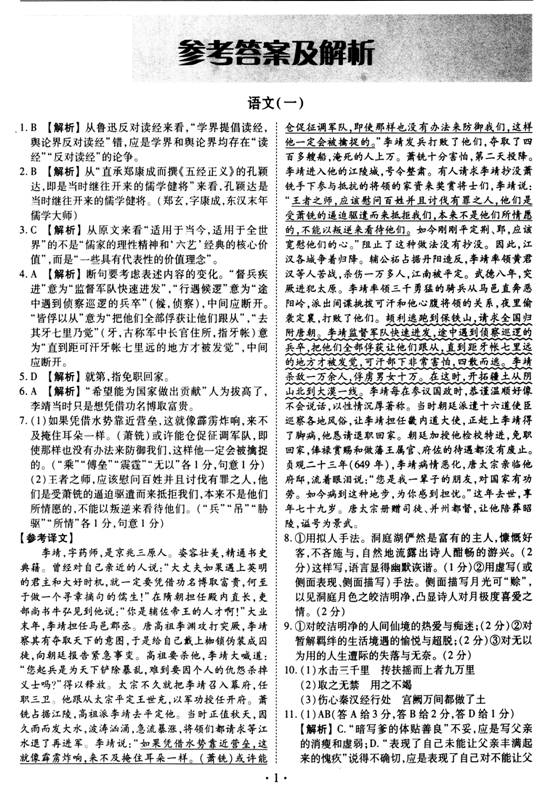 参考答案及解析
语文(一)
1. B 【解析】从鲁迅反对读经来看,“学界提倡读经,
舆论界反对读经”错,应是学界和舆论界均存在“读
经”“反对读经”的论争。
2. B 【解析】从“直承郑康成而撰《五经正义》的孔颖
达,即是当时继往开来的儒学健将”来看,孔颖达是
当时继往开来的儒学健将。(郑玄,字康成,东汉末年
儒学大师)
3. C 【解析】从原文来看“适用于当今,适用于全世
界”的不是“儒家的理性精神和‘六艺’经典的核心价
值”,而是“一些具有代表性的价值理念”。
4. A 【解析】断句要考虑表述内容的变化。“督兵疾
进”意为“监督军队快速进发”,“行遇候逻”意为“途
中遇到侦察巡逻的兵卒”(候,侦察),中间应断开。
“皆俘以从”意为“把他们全部俘获让他们跟从”,“去
其牙七里乃觉”(牙,古称军中长官住所,指牙帐)意
为“直到距可汗牙帐七里远的地方才被发觉”,中间
应断开。
5. D 【解析】就第,指免职回家。
6. A 【解析】“希望能为国家做出贡献”人为拔高了,
李靖当时只是想凭借功名博取富贵。
7. (1)如果凭借水势靠近营垒,这就像霹雳炸响,来不
及掩住耳朵一样。(萧铣)或许能仓促征调军队,即
使那样也没有办法来防御我们,这样他一定会被擒捉
的。(“乘”“傅垒”“震霆”“无以”各1分,句意1分)
(2)王者之师,应该慰问百姓并且讨伐有罪之人,他
们是受萧铣的逼迫驱遣而来抵拒我们,本来不是他们
所情愿的,不能以叛逆来看待他们。(“兵”“吊”“胁
驱”“所情”各1分,句意1分)
【参考译文】
李靖,字药师,是京兆三原人。姿容壮美,精通书史
典籍。曾经对自己亲近的人说:“大丈夫如果遇上英明
的君主和大好时机,就一定要凭借功名博取富贵,何至
于做一个寻章摘句的儒生!”在隋朝担任殿内直长,吏
部尚书牛弘见到他说:“你是辅佐帝王的人才啊!”大业
末年,李靖担任马邑郡丞。唐高祖率渊攻打突厥,李靖
察其有夺取天下的意图,于是给自己戴上枷锁伪装成囚
徒,向朝廷报告紧急事变。高祖要杀他,李靖大喊道:
“您起兵是为天下铲除暴乱,难到要因个人的仇怨杀掉
义士吗?”得以释放。太宗不久就把李靖召入幕府,任
职三卫。他跟从太宗平定王世充,以军功授任开府。萧
铣占据江陵,高祖派李靖去平定他。当时正值秋天,因
久雨而发大水,波涛汹涌,急流暴涨,将领们都请求等江
水退了再进军。李靖说:“如果凭借水势靠近营垒,这
就像霹雳炸响,来不及掩住耳朵一样。(萧铣)或许能
仓促征调军队,即使那样也没有办法来防御我们,这样
他一定会被擒捉的。”李靖发兵打败了他们,夺取了四
百多艘船,淹死的人上万。萧铣十分害怕,第二天投降。
李靖进入他的江陵城,号令整肃。有人请求李靖抄没萧
铣手下参与抵抗的将领的家资来奖赏将士们,李靖说:
“王者之师,应该慰问百姓并且讨伐有罪之人,他们是
受萧铣的逼迫驱遣而来抵拒我们,本来不是他们所情愿
的,不能以叛逆来看待他们。如今刚刚平定荆、郢,应该
宽慰他们的心。”阻止了这种做法没有抄没。因此,江
汉各城争着归降。辅公祏占据丹阳造反,李靖率领黄君
汉等人苦战,杀伤一万多人,江南被平定。武德八年,突
厥进犯太原。李靖率领三千勇猛的骑兵从马邑直奔恶
阳岭,派出间谍挑拨可汗和他心腹将领的关系,夜里偷
袭定襄,打败了他们。颉利逃跑到保铁山,请求全国归
附唐朝。李靖监督军队快速进发,途中遇到侦察巡逻的
兵卒,把他们全部俘获让他们跟从,直到距牙帐七里远
的地方才被发觉,可汗部下非常害怕,四散而逃。李靖
杀敌一万余人,俘虏男女十万。在这时,开拓疆土从阴
山北到大漠一线。李靖每在参议国政时,恭谨温顺好像
不会说话,以性情沉厚著称。当时朝廷派遣十六道使臣
巡察各地风俗,让李靖担任畿内道大使,正赶上李靖得
了脚病,他恳请退职回家。朝廷加授他检校特进,免职
回家,俸禄赏赐和做藩王属官、府佐的待遇都没有废止。
贞观二十三年(649年),李靖病情恶化,唐太宗亲临他
府邸,流着眼泪说:“您是我一辈子的朋友,对国家有功
劳。如今病到这种地步,为你感到担忧。”这年去世,享
年七十九岁。唐太宗册赠司徒、并州都督,让他陪葬昭
陵,谥号为景武。
8. ①用拟人手法。洞庭湖俨然是富有的主人,慷慨好
客,不吝施与,自然地流露出诗人酣畅的游兴。(2
分)这样写,语言显得幽默诙谐。(1分)②用虚写(或
侧面表现、侧面描写)手法。侧面描写月光可“赊”,
以见洞庭月色之皎洁明净,凸显诗人对月极度喜爱之
情。(2分)
9. ①对皎洁明净的人间仙境的热爱与痴迷;(2分)②对
暂解羁绊的生活境遇的愉悦与超脱;(2分)③对无以
为用的人生遭际的失落与无奈。(2分)
10. (1)水击三千里 抟扶摇而上者九万里
(2)取之无禁 用之不竭
(3)伤心秦汉经行处 宫阙万间都做了土
11. (1)AB(答A给3分,答B给2分,答D给1分)
【解析】C.“暗写爹的体贴善良”不妥,应是写父亲
的消瘦和虚弱;D.“表现了自己未能让父亲丰满起
来的愧疚”说得不确切,应是表现了自己对不能让父
· 1 ·